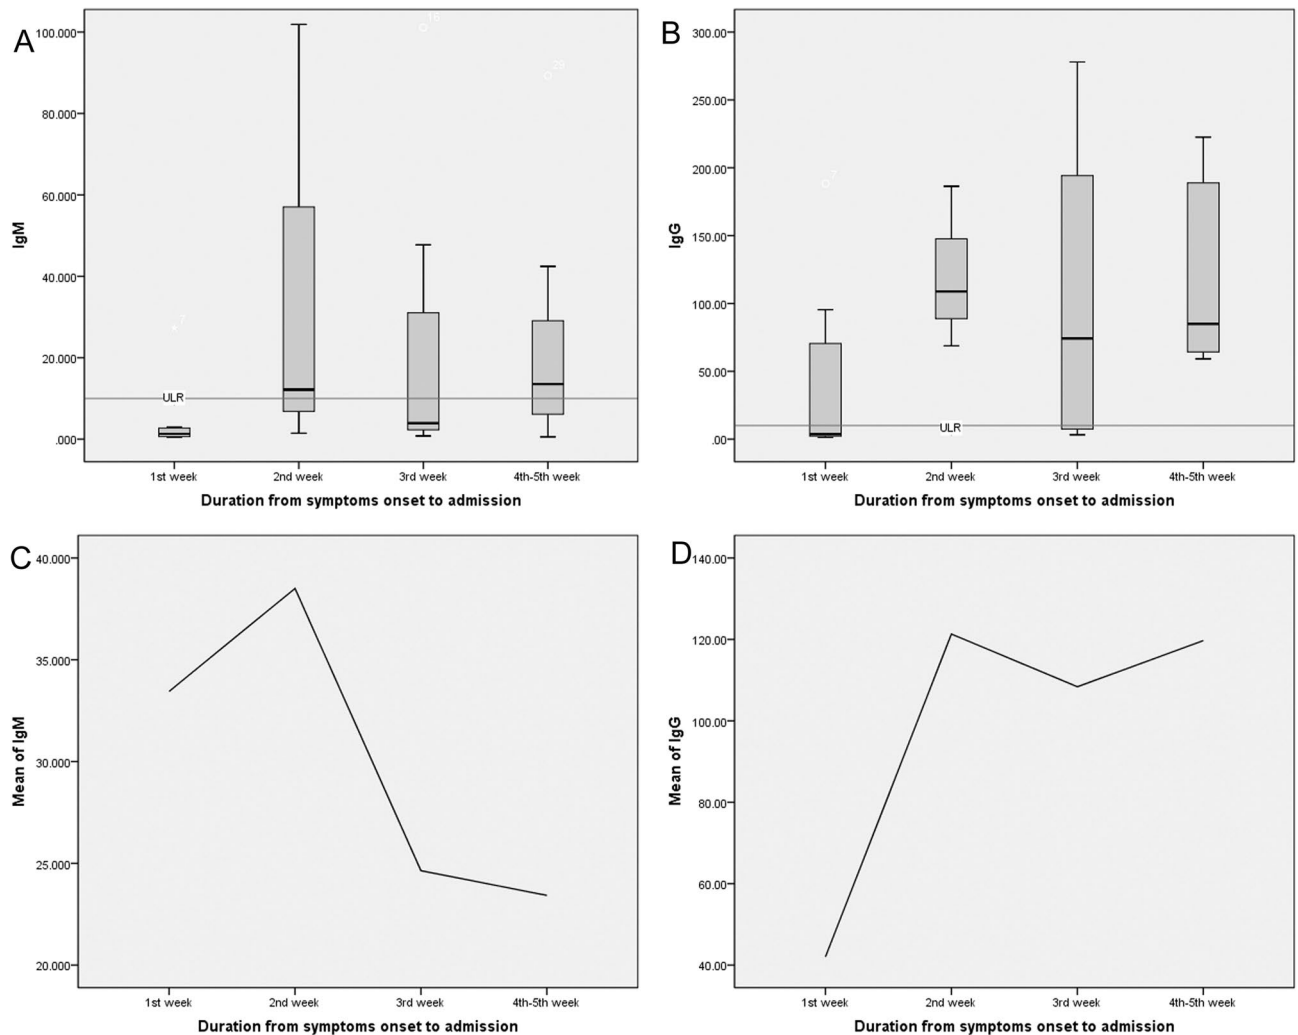 A
100.000
80.000
60.000
40.000
20.000
.000
IgM
16
29
7
ULR
1st week 2nd week 3rd week 4th-5th week
Duration from symptoms onset to admission
B
300.00
250.00
200.00
150.00
100.00
50.00
.00
IgG
7
ULR
1st week 2nd week 3rd week 4th-5th week
Duration from symptoms onset to admission
C
40.000
35.000
30.000
25.000
20.000
Mean of IgM
1st week 2nd week 3rd week 4th-5th week
Duration from symptoms onset to admission
D
140.00
120.00
100.00
80.00
60.00
40.00
Mean of IgG
1st week 2nd week 3rd week 4th-5th week
Duration from symptoms onset to admission